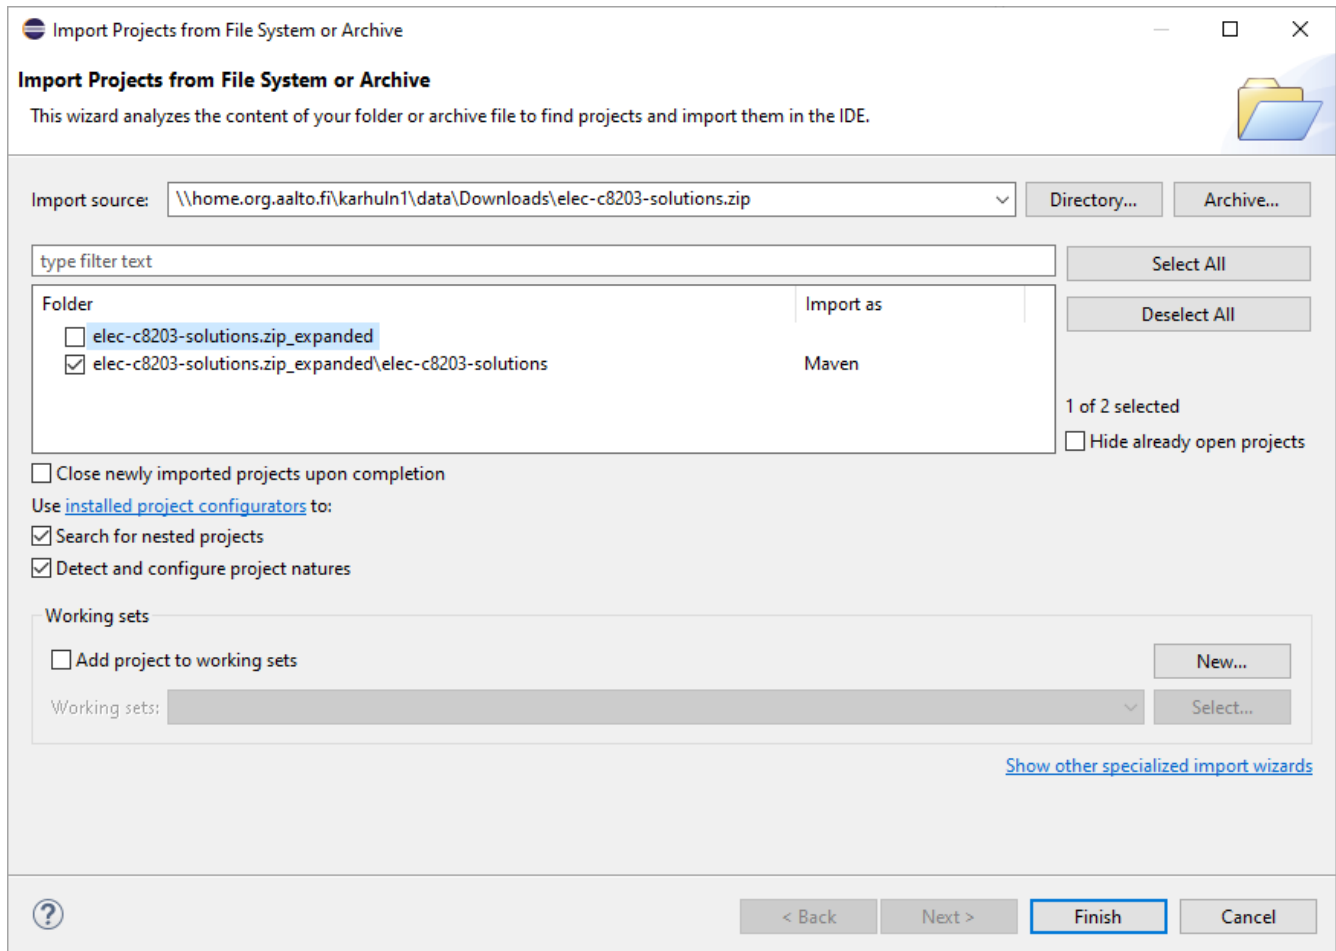 Import Projects from File System or Archive
Import Projects from File System or Archive
This wizard analyzes the content of your folder or archive file to find projects and import them in the IDE.
Import source: \\home.org.aalto.fi\karhuln1\data\Downloads\elec-c8203-solutions.zip Directory... Archive...
type filter text Select All
Folder Import as
Deselect All
elec-c8203-solutions.zip_expanded
elec-c8203-solutions.zip_expanded\elec-c8203-solutions Maven
1 of 2 selected
Hide already open projects
Close newly imported projects upon completion
Use installed project configurators to:
Search for nested projects
Detect and configure project natures
Working sets
Add project to working sets New...
Working sets: Select...
Show other specialized import wizards
? < Back Next > Finish Cancel